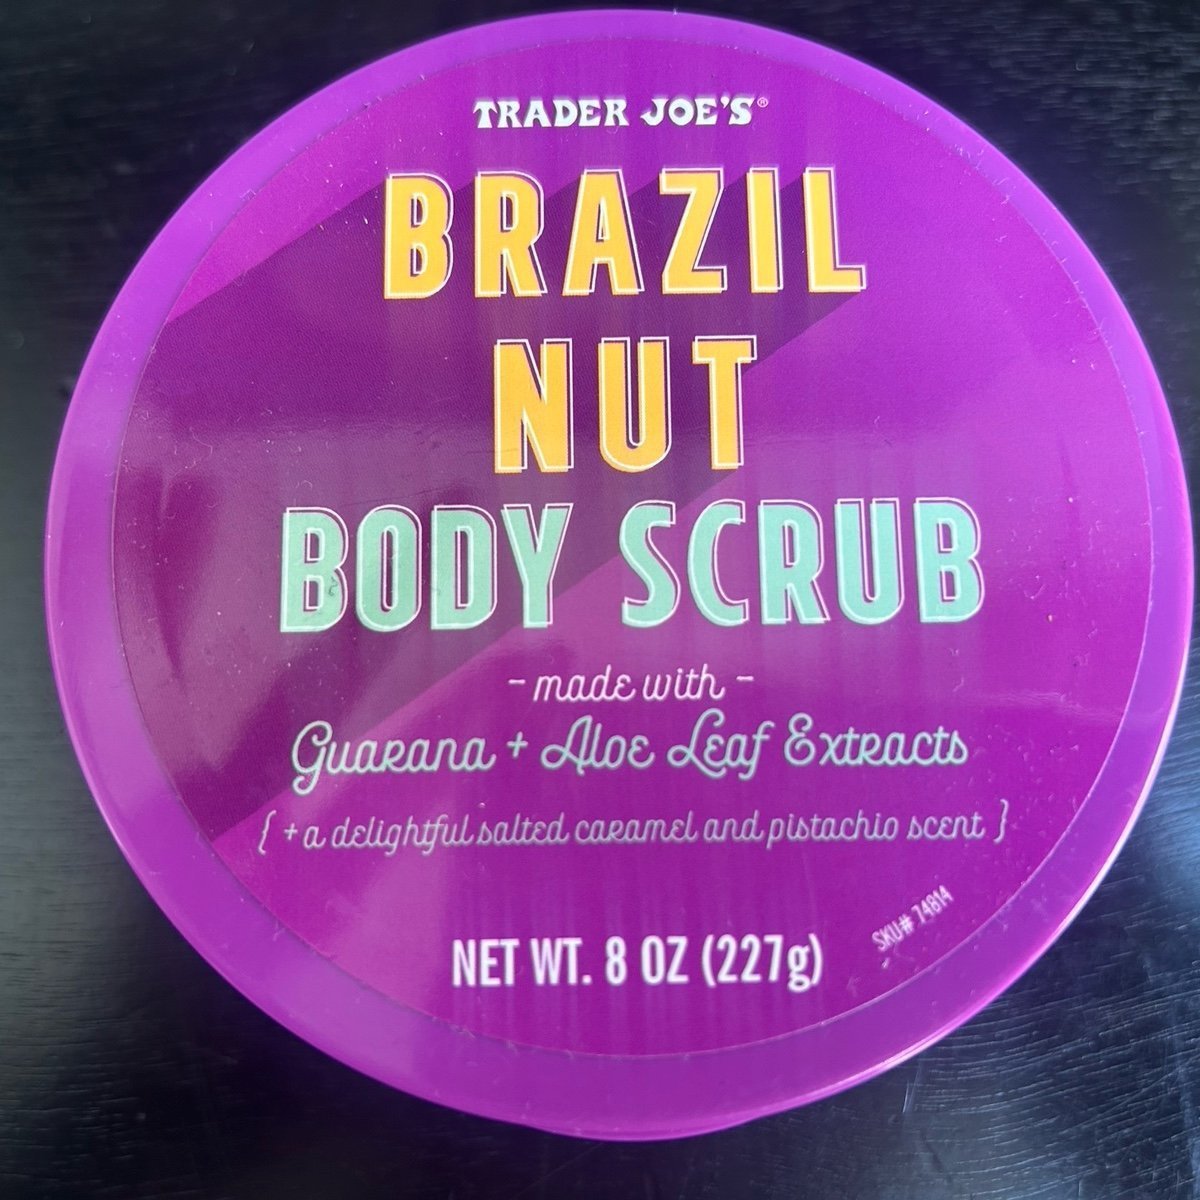 TRADER JOE'S®
BRAZIL
NUT
BODY SCRUB
- made with -
Guarana + Aloe Leaf Extracts
{ + a delightful salted caramel and pistachio scent }
SKU# 74814
NET WT. 8 OZ (227g)